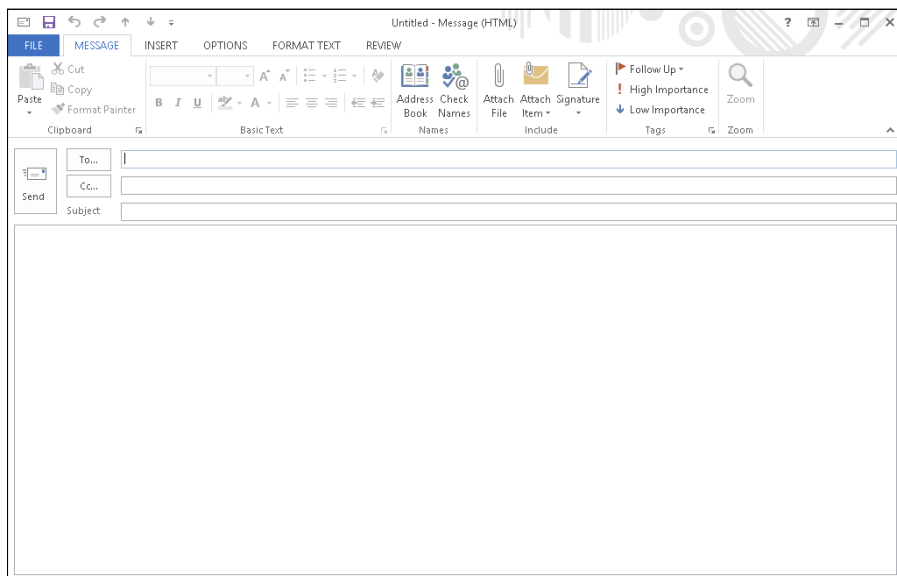 Untitled - Message (HTML)
?
FILE MESSAGE INSERT OPTIONS FORMAT TEXT REVIEW
Paste
Cut
Copy
Format Painter
Clipboard
A A
B I U aby A
Basic Text
Address Book
Check Names
Names
Attach File
Attach Item
Signature
Include
Follow Up
! High Importance
Low Importance
Tags
Zoom
Zoom
Send
To...
Cc...
Subject